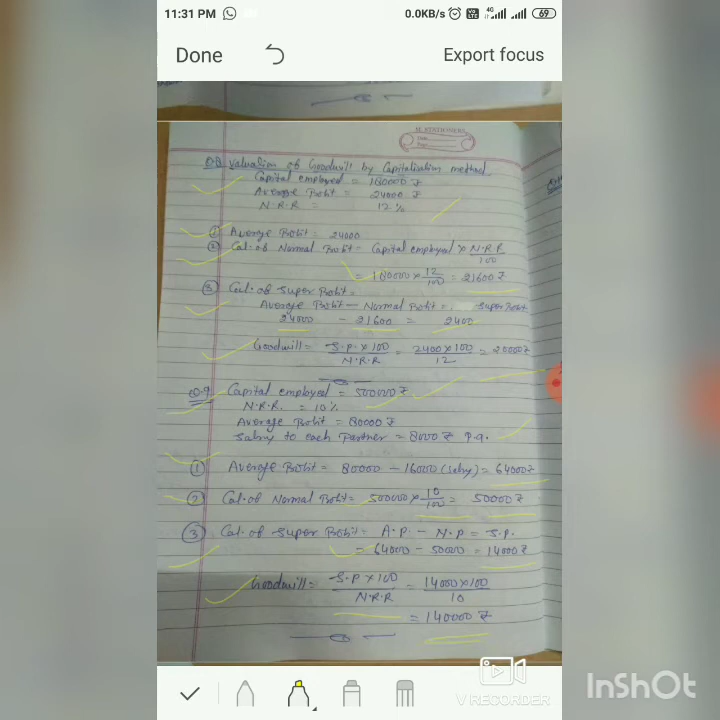 11:31 PM 0.0KB/s 4G 69
Done Export focus
Q.8 Valuation of Goodwill by Capitalisation method
Capital employed = 180000 ₹
Average Profit = 24000 ₹
N.R.R = 12%
① Average Profit = 24000
② Cal. of Normal Profit = Capital employed × N.R.R/100
= 180000 × 12/100 = 21600 ₹
③ Cal. of Super Profit =
Average Profit – Normal Profit = Super Profit
24000 – 21600 = 2400
Goodwill = S.P. × 100/N.R.R = 2400 × 100/12 = 20000 ₹
Q.9 Capital employed = 500000 ₹
N.R.R. = 10%
Average Profit = 80000 ₹
Salary to each Partner = 8000 ₹ p.a.
① Average Profit = 80000 – 16000 (salary) = 64000 ₹
② Cal. of Normal Profit = 500000 × 10/100 = 50000 ₹
③ Cal. of Super Profit = A.P. – N.P = S.P.
= 64000 – 50000 = 14000 ₹
Goodwill = S.P × 100/N.R.R = 14000 × 100/10
= 140000 ₹
V RECORDER
InShOt